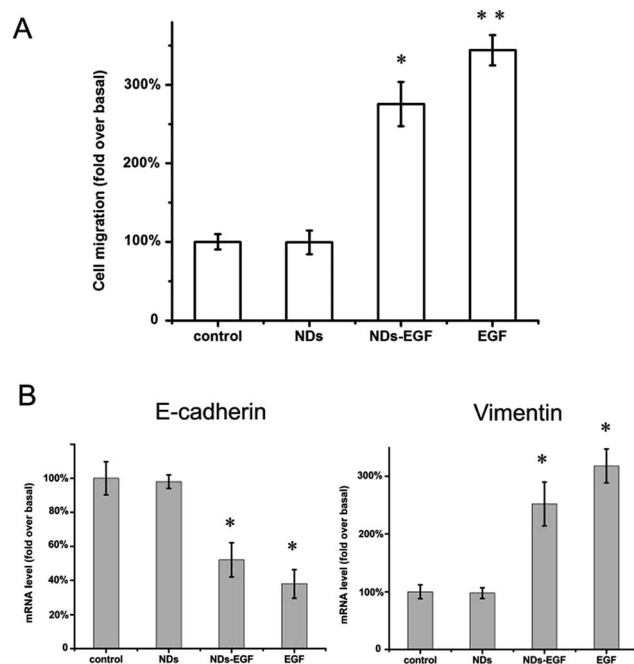 A
Cell migration (fold over basal)
300%
200%
100%
0
*
* *
control NDs NDs-EGF EGF
B
E-cadherin
mRNA level (fold over basal)
100%
80%
60%
40%
20%
0
*
*
control NDs NDs-EGF EGF
Vimentin
mRNA level (fold over basal)
300%
200%
100%
0
*
*
control NDs NDs-EGF EGF